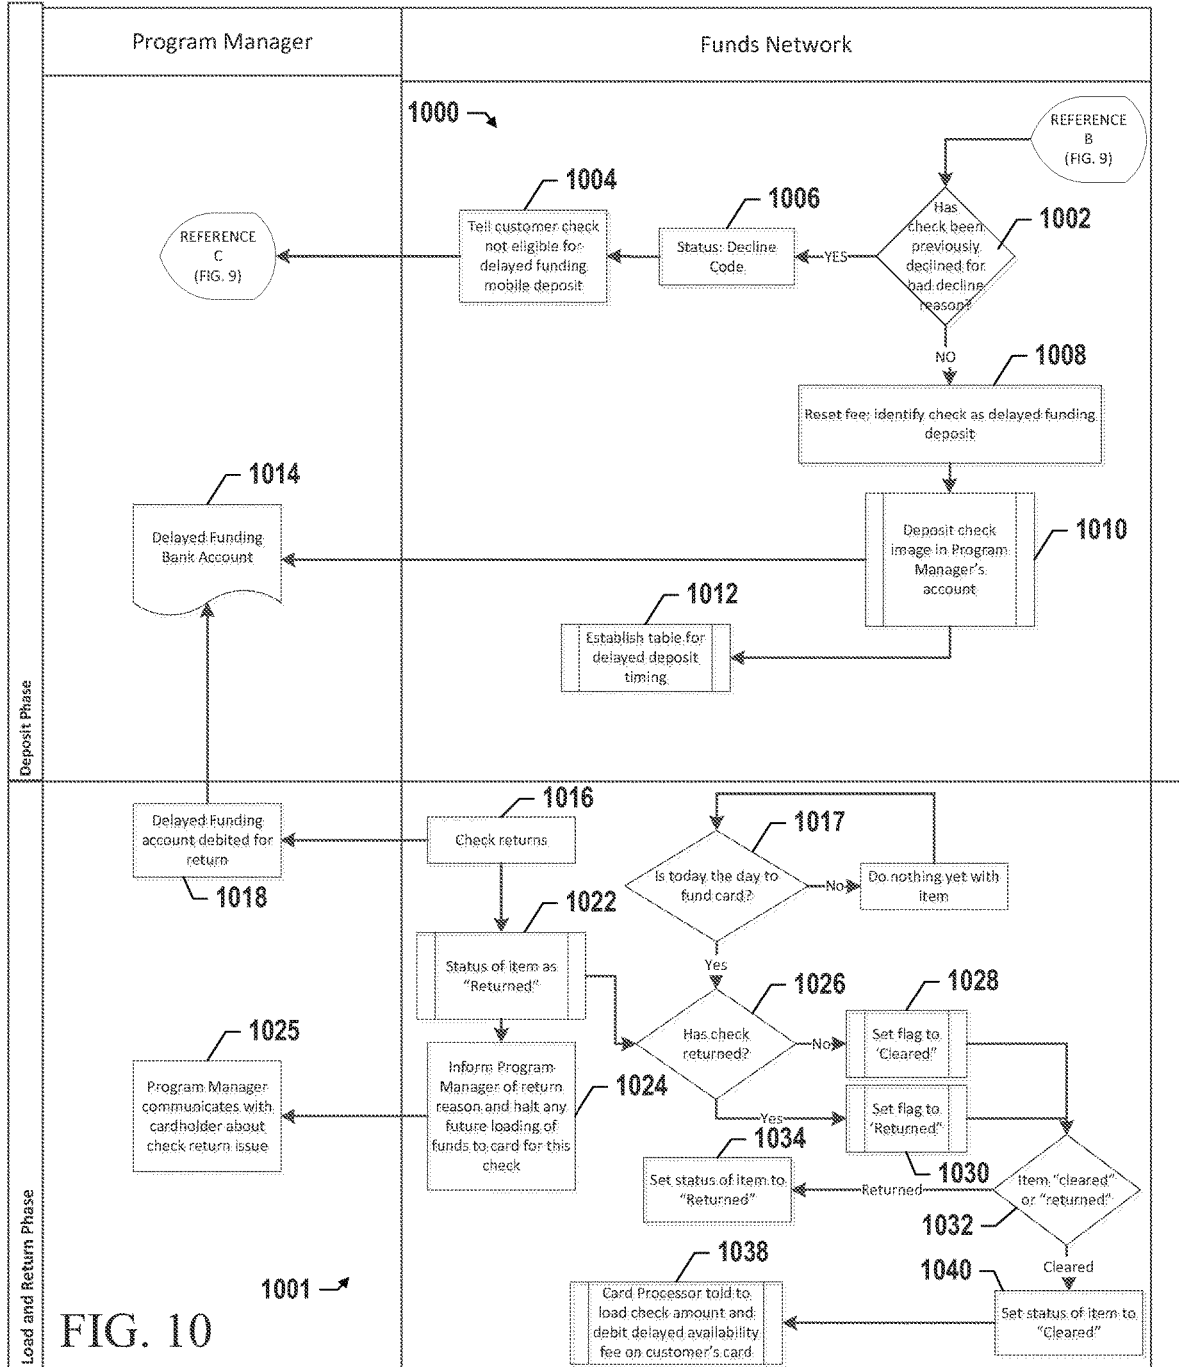 Program Manager
Funds Network
1000
REFERENCE
B
(FIG. 9)
1004
1006
1002
REFERENCE
C
(FIG. 9)
Tell customer check
not eligible for
delayed funding
mobile deposit
Status: Decline
Code
YES
Has
check been
previously
declined for
bad decline
reason?
NO
1008
Reset fee; identify check as delayed funding
deposit
1014
Delayed Funding
Bank Account
Deposit check
image in Program
Manager's
account
1010
1012
Establish table for
delayed deposit
timing
Deposit Phase
1016
1017
Delayed Funding
account debited for
return
1018
Check returns
Is today the day to
fund card?
No
Do nothing yet with
item
1022
Status of item as
"Returned"
Yes
1026
1028
Has check
returned?
No
Set flag to
'Cleared"
1025
Program Manager
communicates with
cardholder about
check return issue
Inform Program
Manager of return
reason and halt any
future loading of
funds to card for this
check
1024
Yes
Set flag to
'Returned"
1030
1034
Set status of item to
"Returned"
Returned
Item "cleared"
or "returned"
1032
Cleared
1038
1040
1001
Card Processor told to
load check amount and
debit delayed availability
fee on customer's card
Set status of item to
"Cleared"
Load and Return Phase
FIG. 10